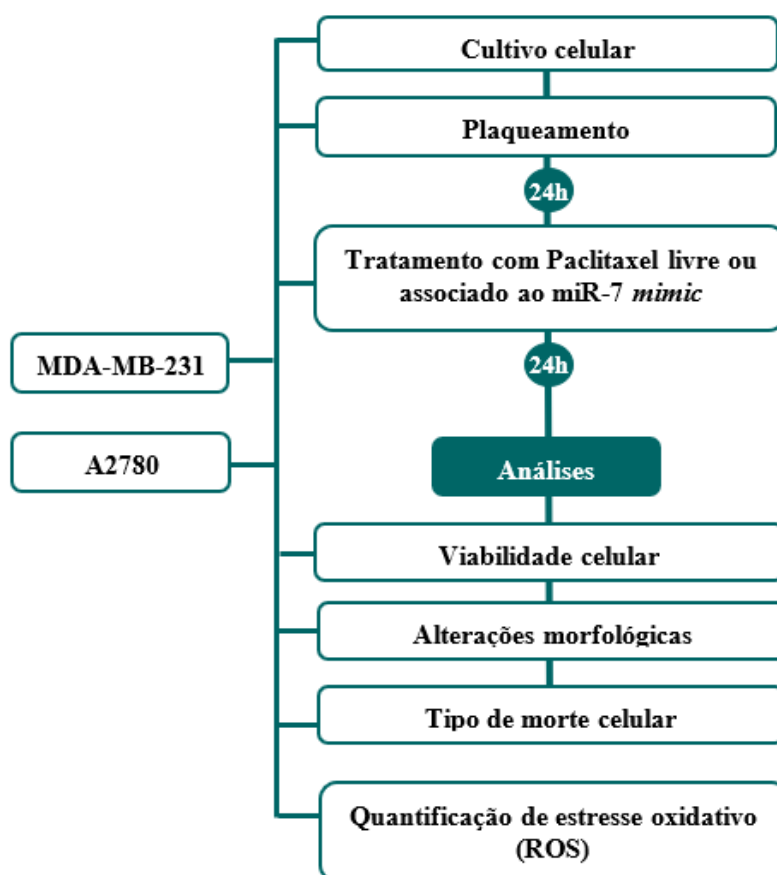 Cultivo celular
Plaqueamento
24h
Tratamento com Paclitaxel livre ou
associado ao miR-7 mimic
24h
MDA-MB-231
A2780
Análises
Viabilidade celular
Alterações morfológicas
Tipo de morte celular
Quantificação de estresse oxidativo
(ROS)